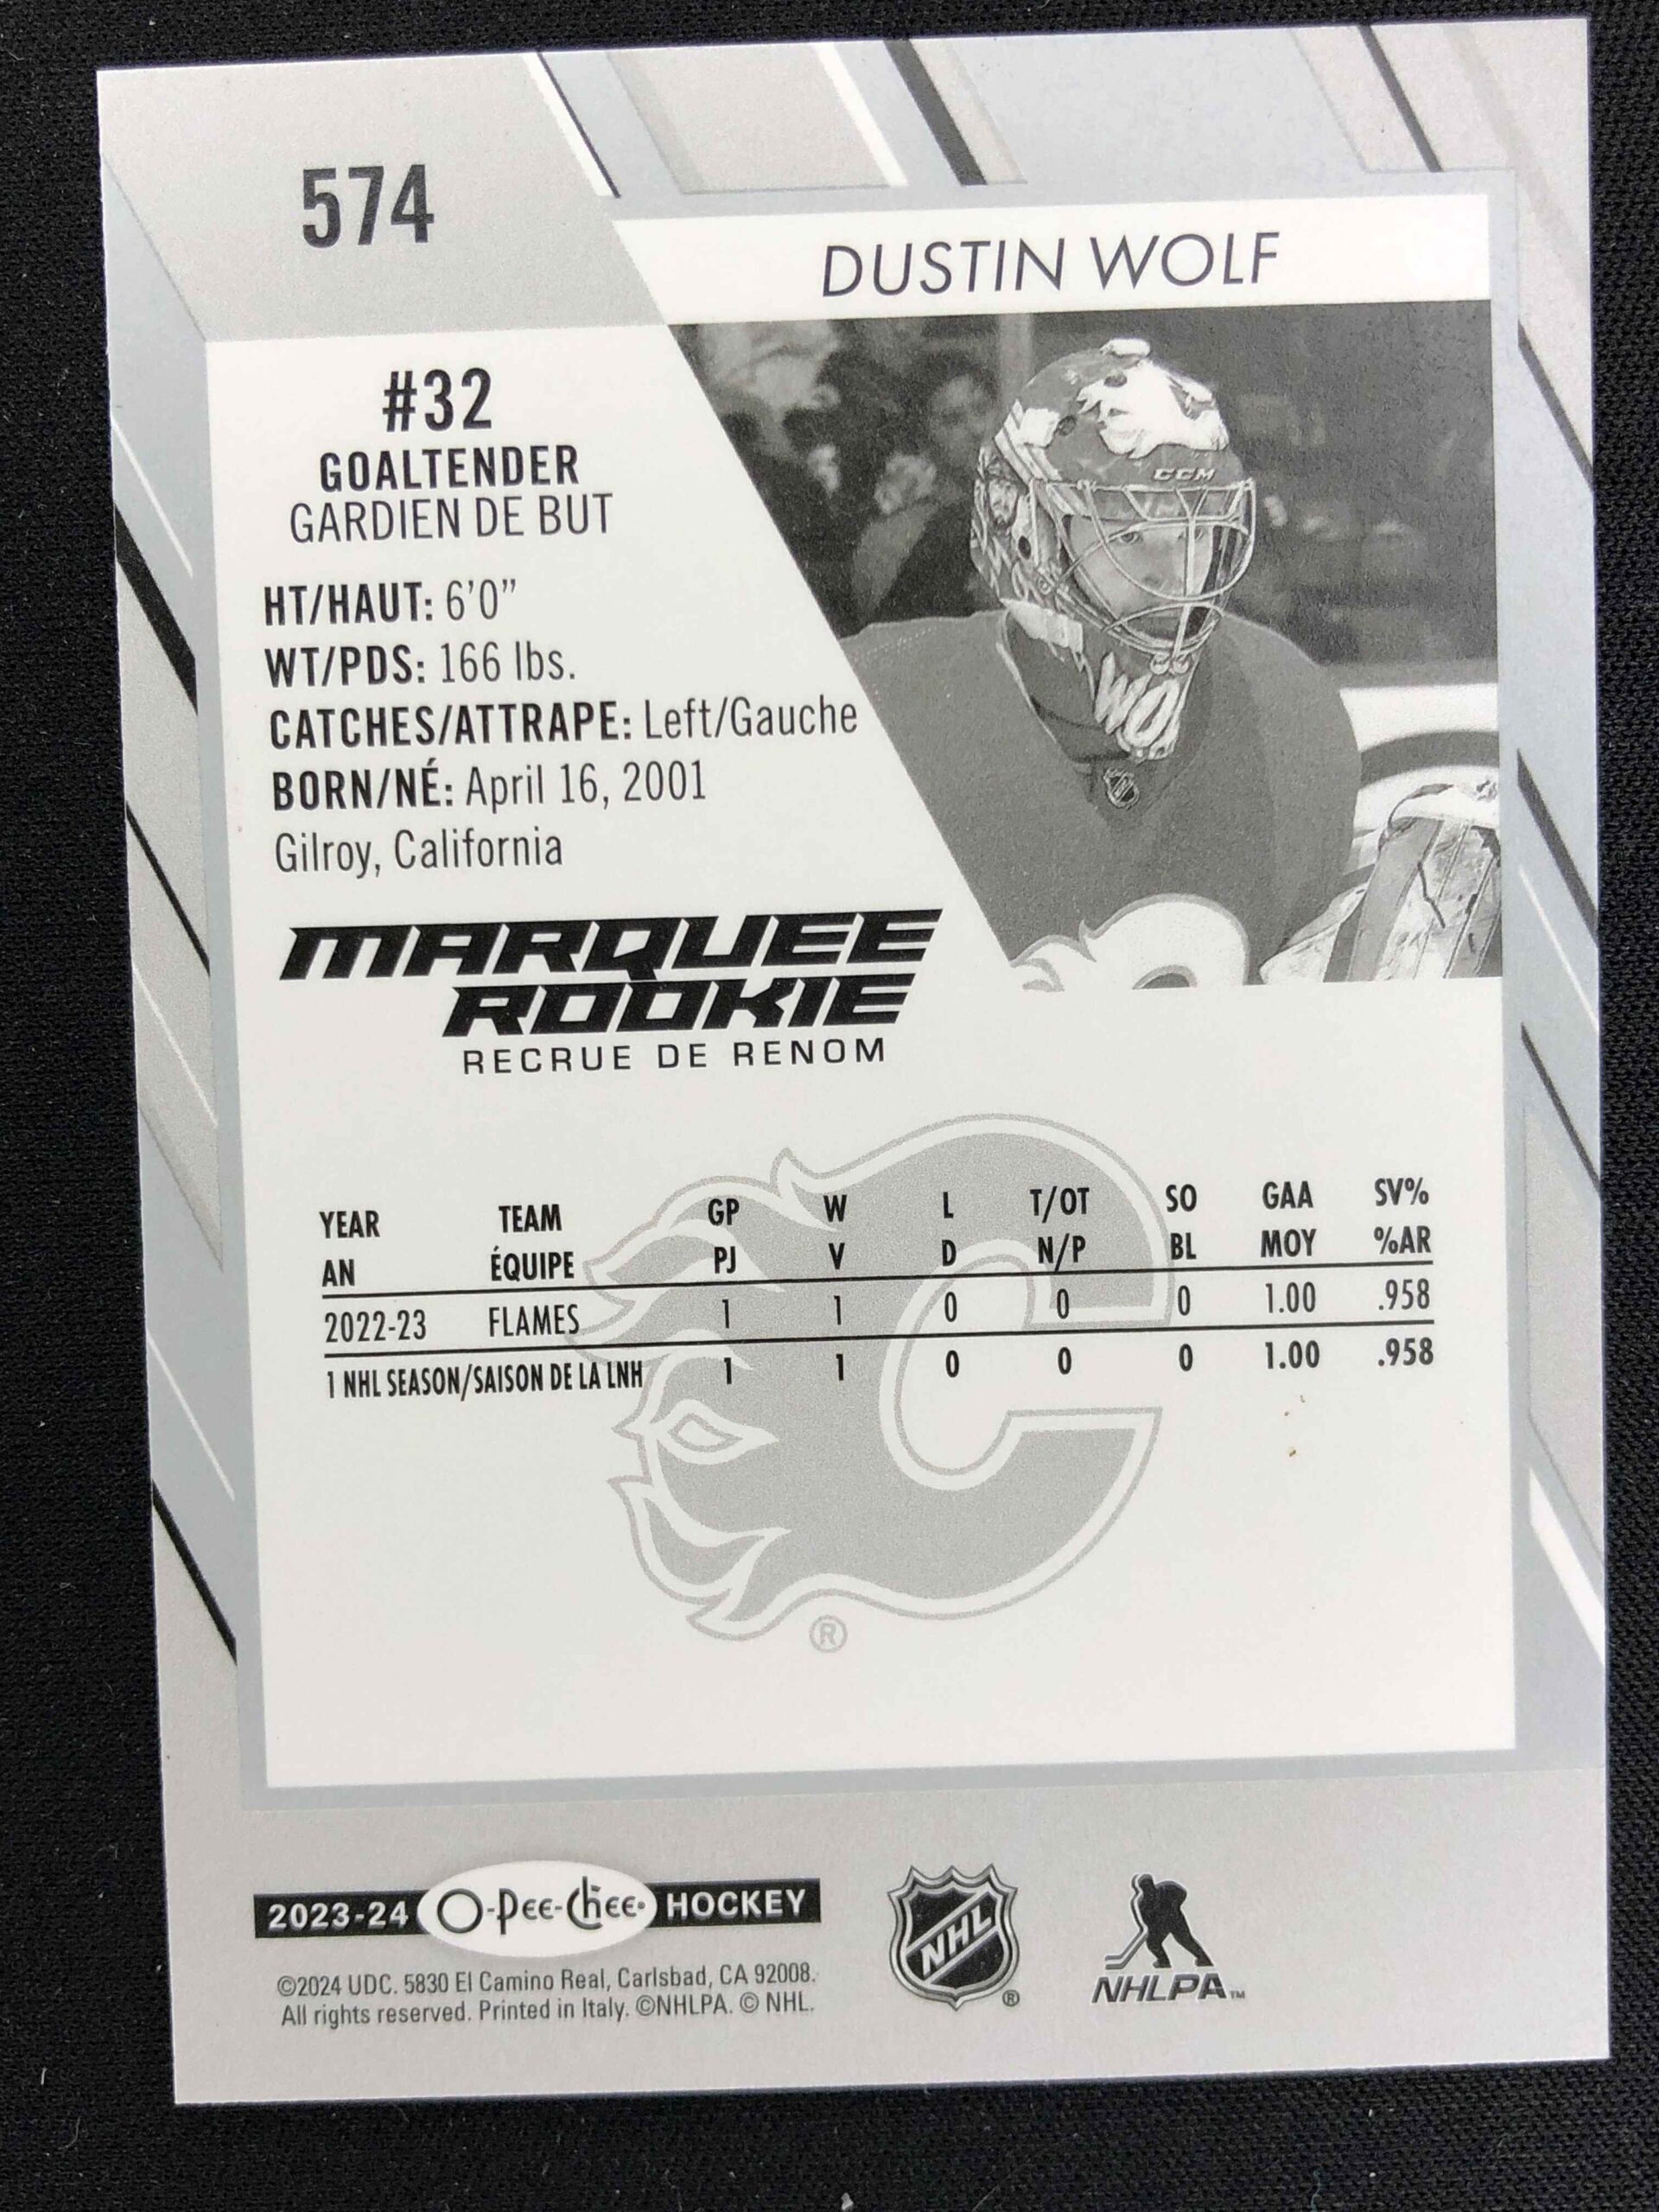 574
DUSTIN WOLF
#32
GOALTENDER
GARDIEN DE BUT
HT/HAUT: 6'0"
WT/PDS: 166 lbs.
CATCHES/ATTRAPE: Left/Gauche
BORN/NÉ: April 16, 2001
Gilroy, California
CCM
WOL
MARQUEE
ROOKIE
RECRUE DE RENOM
YEAR TEAM GP W L T/OT SO GAA SV%
AN ÉQUIPE PJ V D N/P BL MOY %AR
2022-23 FLAMES 1 1 0 0 0 1.00 .958
1 NHL SEASON/SAISON DE LA LNH 1 1 0 0 0 1.00 .958
®
2023-24 O-Pee-Chee HOCKEY
©2024 UDC. 5830 El Camino Real, Carlsbad, CA 92008.
All rights reserved. Printed in Italy. ©NHLPA. © NHL.
NHL ®
NHLPA™